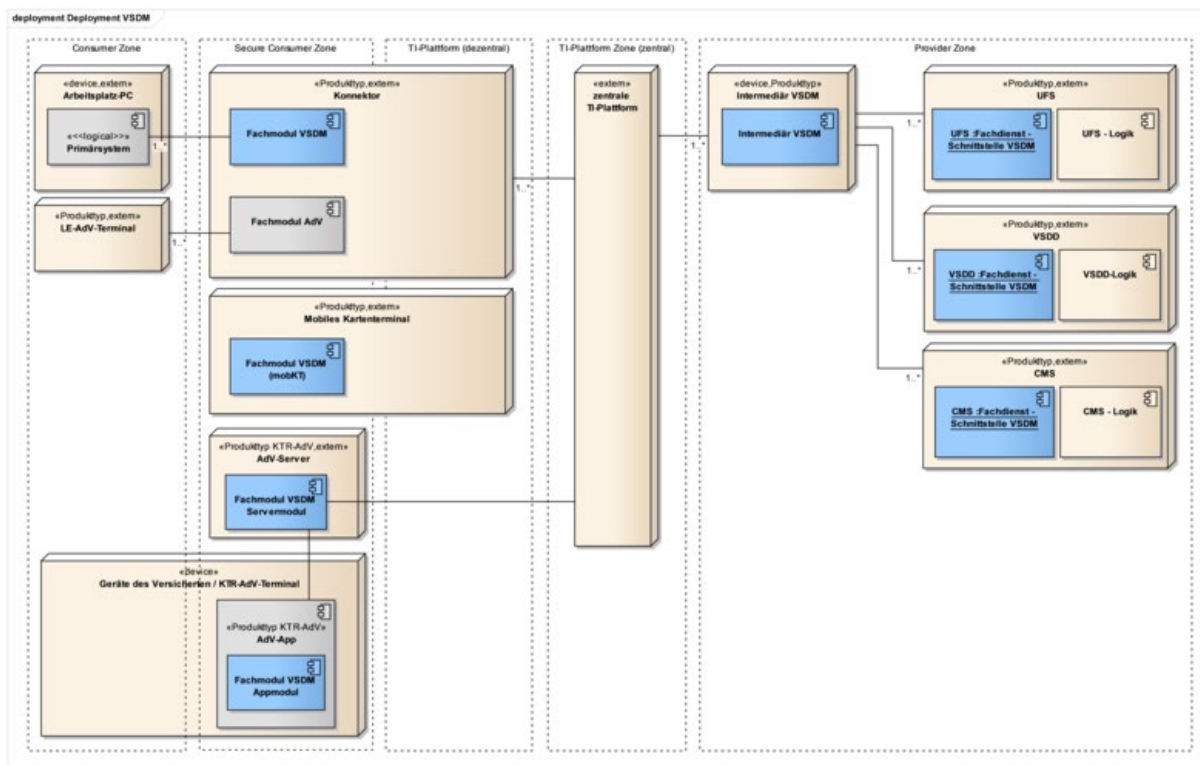 deployment Deployment VSDM
Consumer Zone
Secure Consumer Zone
TI-Plattform (dezentral)
TI-Plattform Zone (zentral)
Provider Zone
«device,extern»
Arbeitsplatz-PC
«<<logical>>»
Primärsystem
1..*
«Produkttyp,extern»
LE-AdV-Terminal
1..*
«Produkttyp,extern»
Konnektor
Fachmodul VSDM
Fachmodul AdV
1..*
«Produkttyp,extern»
Mobiles Kartenterminal
Fachmodul VSDM
(mobKT)
«Produkttyp KTR-AdV,extern»
AdV-Server
Fachmodul VSDM
Servermodul
«device»
Geräte des Versicherten / KTR-AdV-Terminal
«Produkttyp KTR-AdV»
AdV-App
Fachmodul VSDM
Appmodul
«extern»
zentrale
TI-Plattform
1..*
«device,Produkttyp»
Intermediär VSDM
Intermediär VSDM
1..*
1..*
1..*
«Produkttyp,extern»
UFS
UFS :Fachdienst -
Schnittstelle VSDM
UFS - Logik
«Produkttyp,extern»
VSDD
VSDD :Fachdienst -
Schnittstelle VSDM
VSDD-Logik
«Produkttyp,extern»
CMS
CMS :Fachdienst -
Schnittstelle VSDM
CMS - Logik